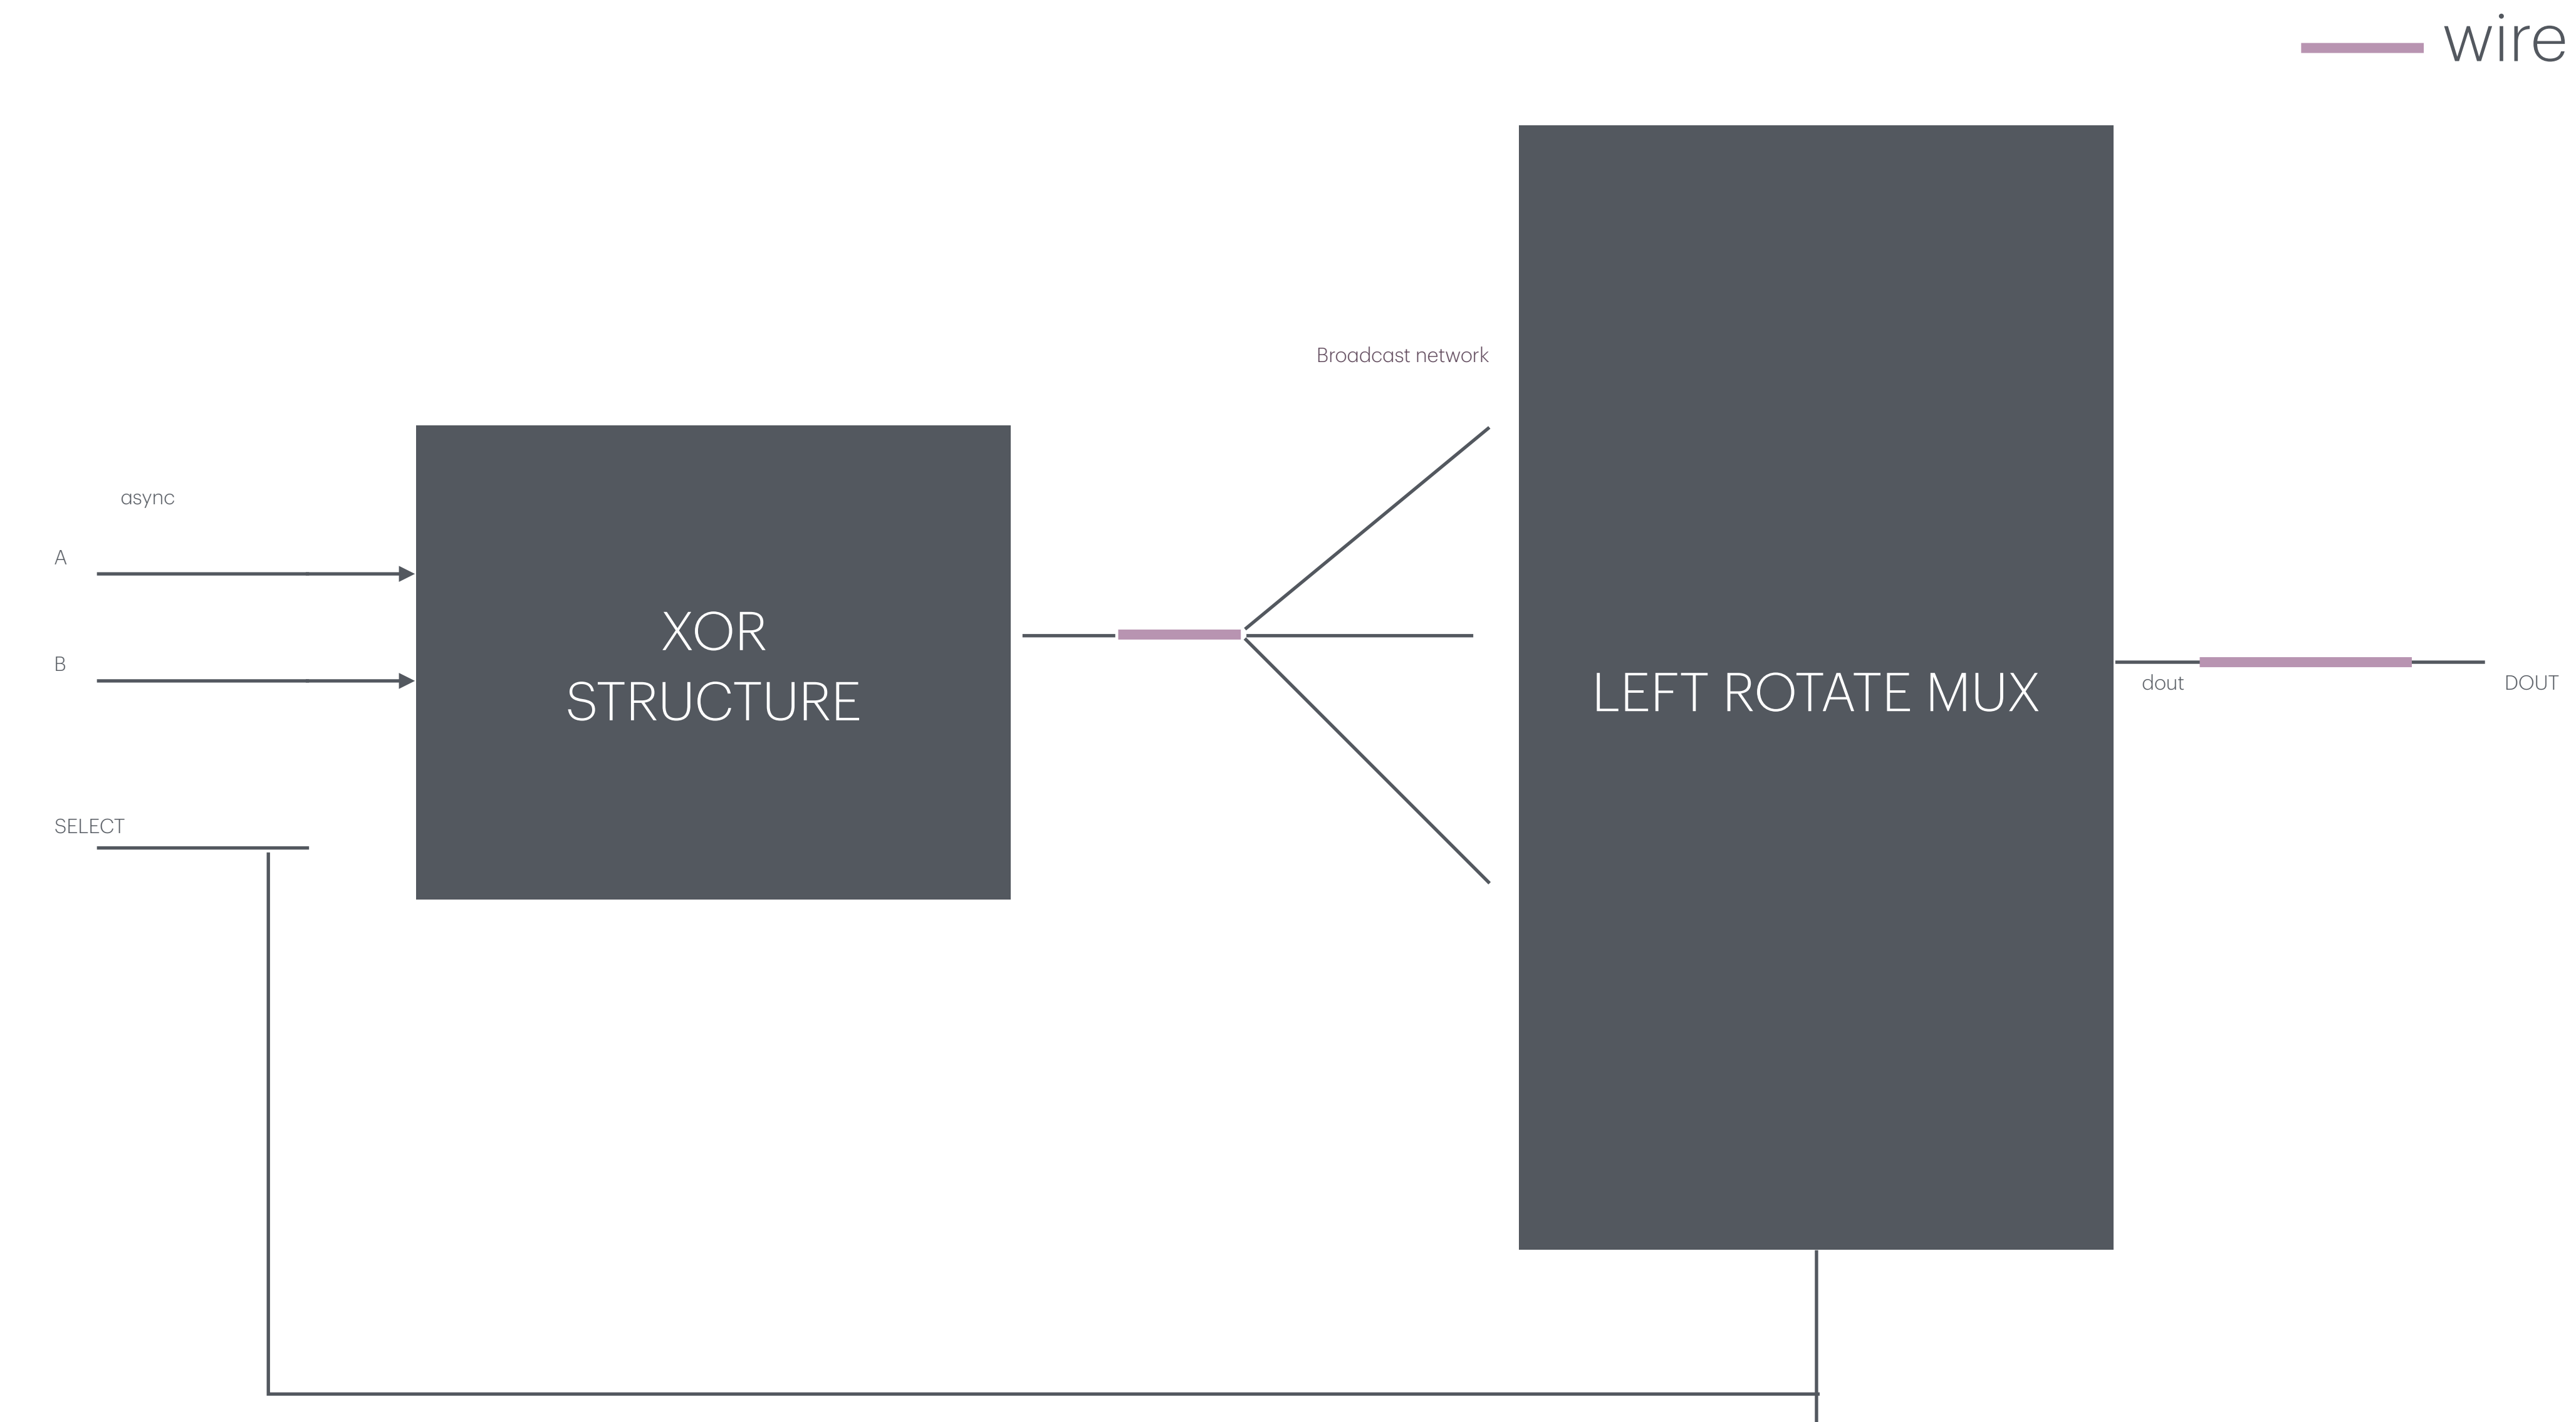 wire
Broadcast network
async
A
B
XOR
STRUCTURE
LEFT ROTATE MUX
dout
DOUT
SELECT